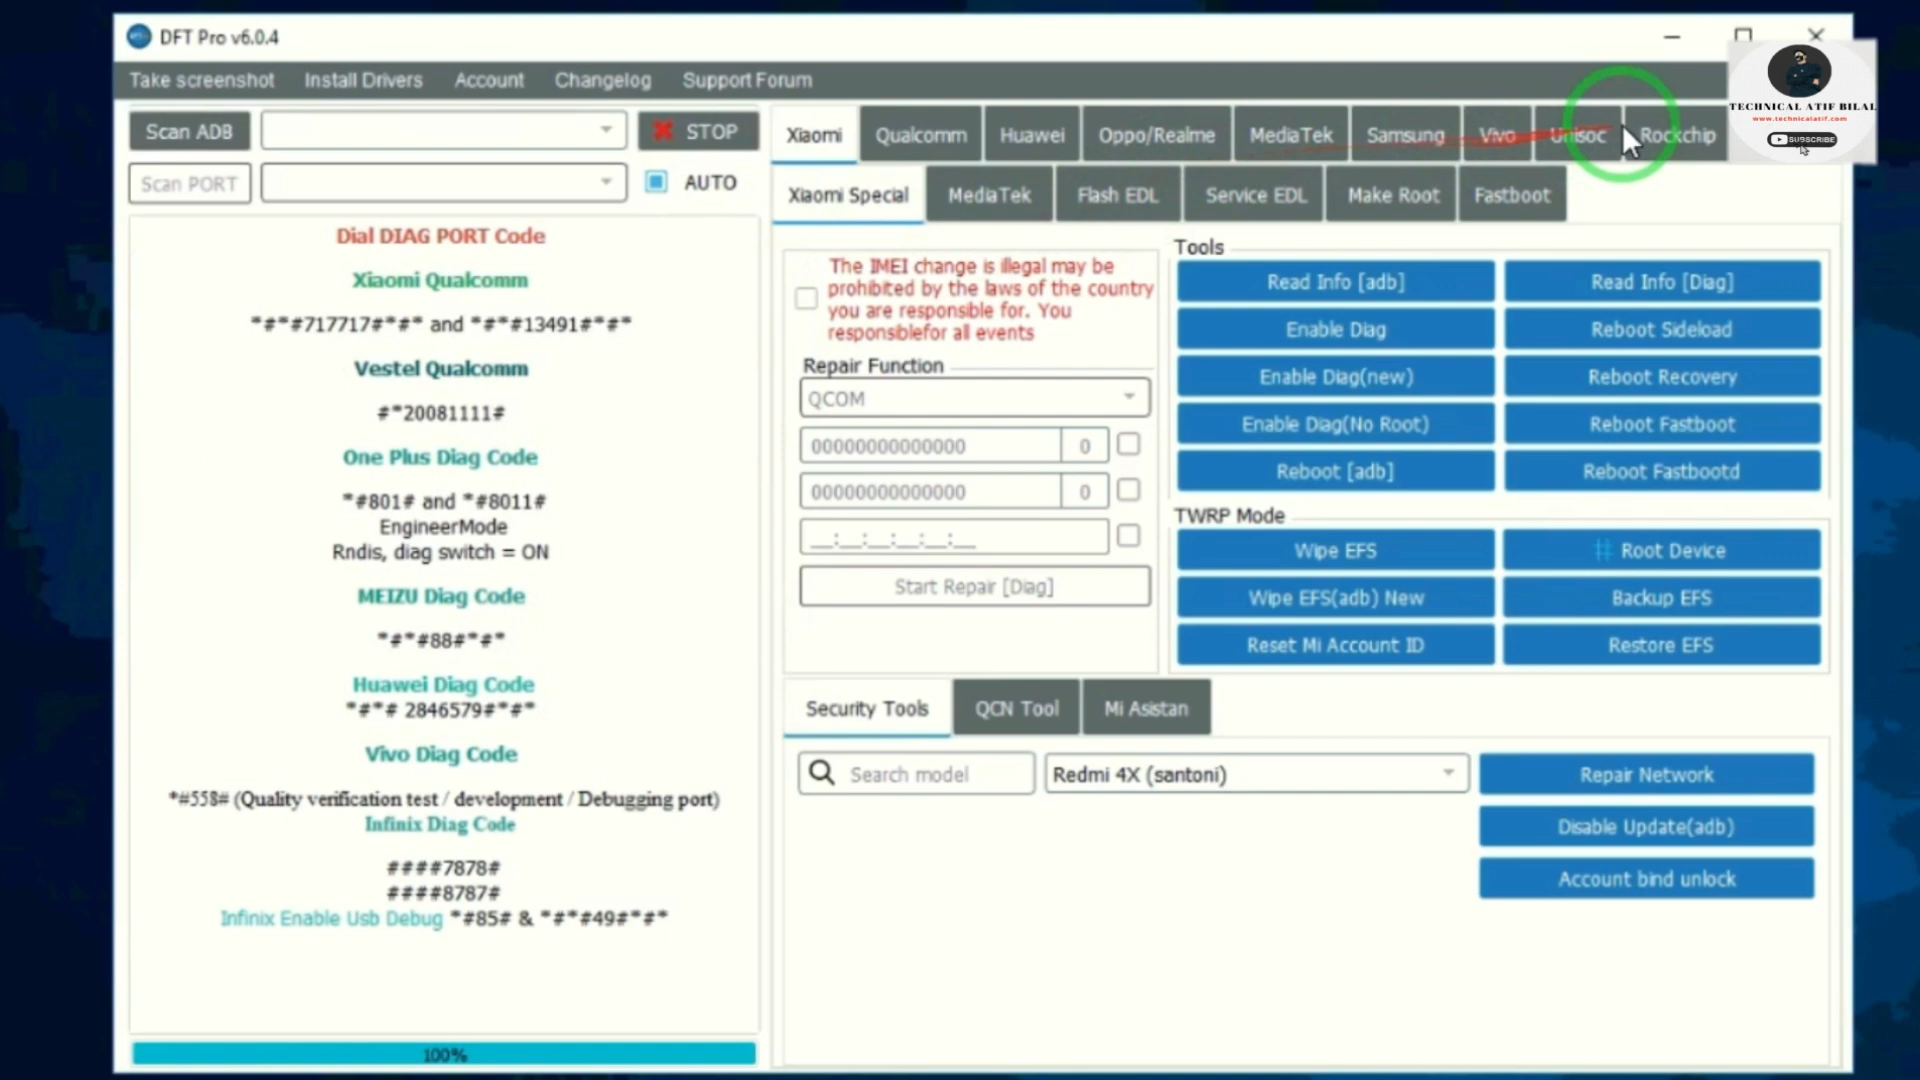 DFT Pro v6.0.4
Take screenshot Install Drivers Account Changelog Support Forum
TECHNICAL ATIF BILAL
www.technicalatif.com
SUBSCRIBE
Scan ADB STOP
Scan PORT AUTO
Xiaomi Qualcomm Huawei Oppo/Realme MediaTek Samsung Vivo Unisoc Rockchip
Xiaomi Special MediaTek Flash EDL Service EDL Make Root Fastboot
Dial DIAG PORT Code
Xiaomi Qualcomm
*#*#717717#*#* and *#*#13491#*#*
Vestel Qualcomm
#*20081111#
One Plus Diag Code
*#801# and *#8011#
EngineerMode
Rndis, diag switch = ON
MEIZU Diag Code
*#*#88#*#*
Huawei Diag Code
*#*# 2846579#*#*
Vivo Diag Code
*#558# (Quality verification test / development / Debugging port)
Infinix Diag Code
####7878#
####8787#
Infinix Enable Usb Debug *#85# & *#*#49#*#*
100%
The IMEI change is illegal may be
prohibited by the laws of the country
you are responsible for. You
responsiblefor all events
Repair Function
QCOM
00000000000000 0
00000000000000 0
__:__:__:__:__:__
Start Repair [Diag]
Tools
Read Info [adb] Read Info [Diag]
Enable Diag Reboot Sideload
Enable Diag(new) Reboot Recovery
Enable Diag(No Root) Reboot Fastboot
Reboot [adb] Reboot Fastbootd
TWRP Mode
Wipe EFS # Root Device
Wipe EFS(adb) New Backup EFS
Reset Mi Account ID Restore EFS
Security Tools QCN Tool Mi Asistan
Search model Redmi 4X (santoni) Repair Network
Disable Update(adb)
Account bind unlock